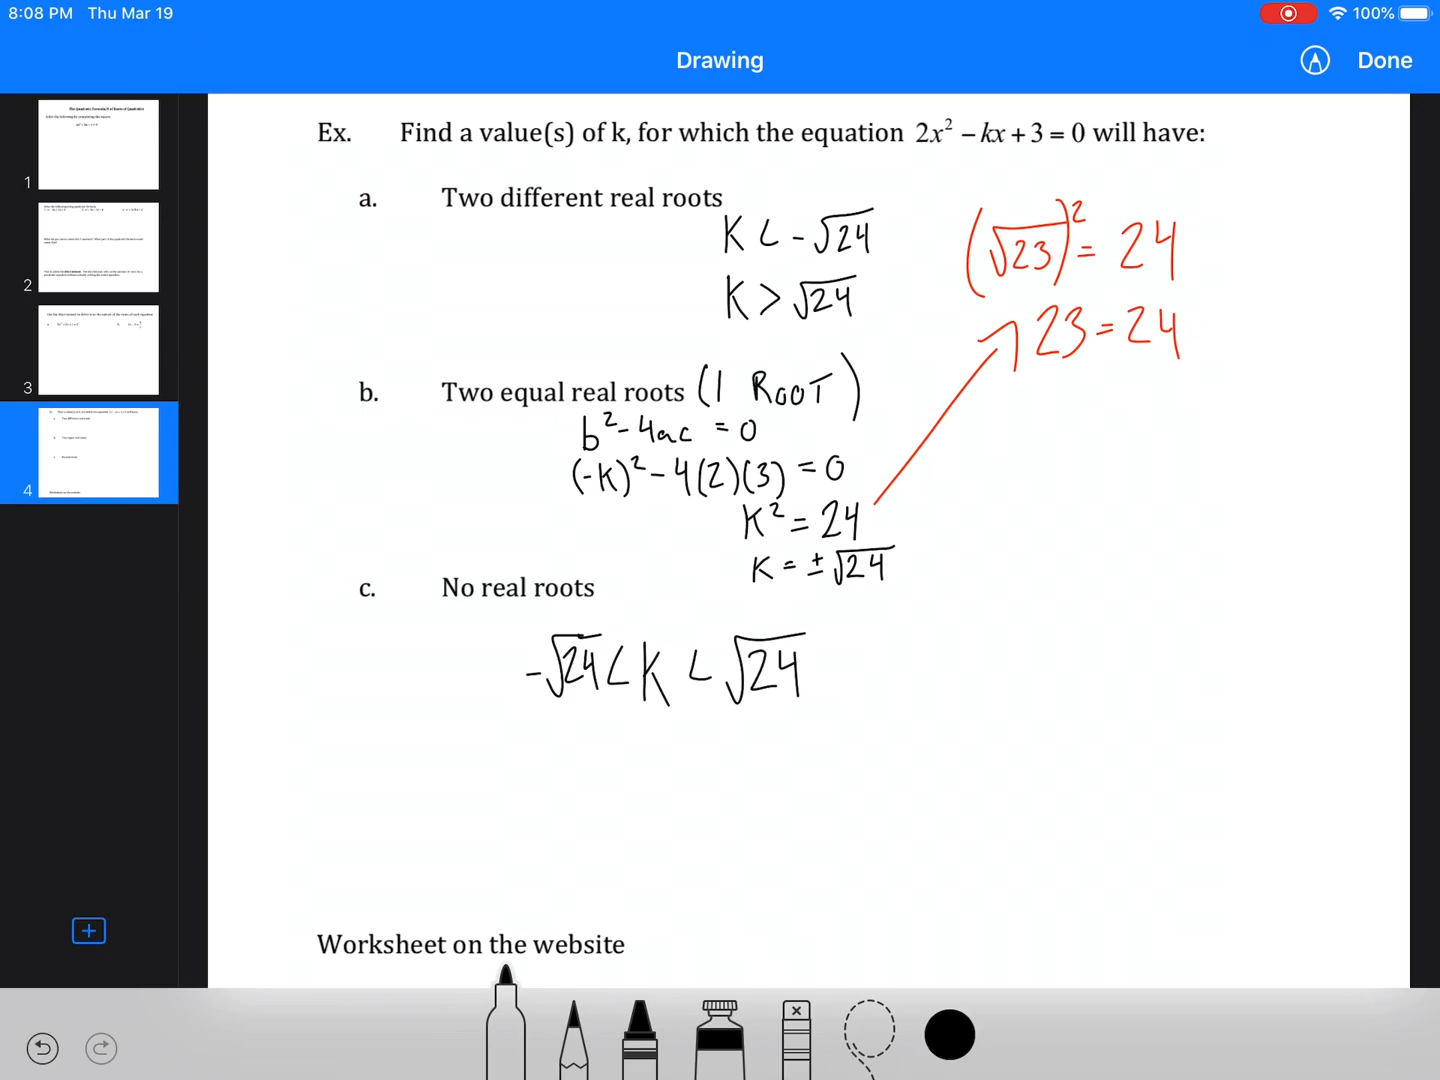 8:08 PM Thu Mar 19
100%
Drawing
Done
1
2
3
4
Ex. Find a value(s) of k, for which the equation 2x² − kx + 3 = 0 will have:
a. Two different real roots
K < -√24
K > √24
(√23)² = 24
23 = 24
b. Two equal real roots (1 ROOT)
b² - 4ac = 0
(-K)² - 4(2)(3) = 0
K² = 24
K = ±√24
c. No real roots
-√24 < K < √24
Worksheet on the website